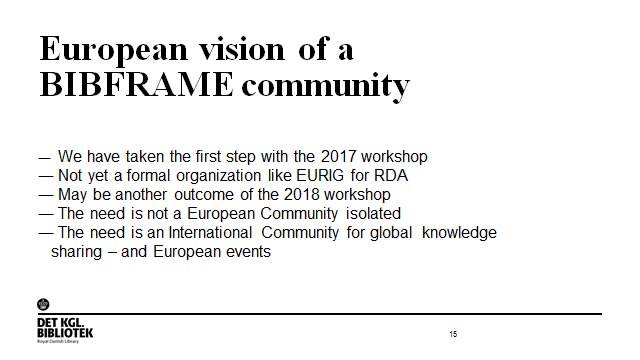 European vision of a
BIBFRAME community
— We have taken the first step with the 2017 workshop
— Not yet a formal organization like EURIG for RDA
— May be another outcome of the 2018 workshop
— The need is not a European Community isolated
— The need is an International Community for global knowledge
sharing – and European events
DET KGL.
BIBLIOTEK
Royal Danish Library
15